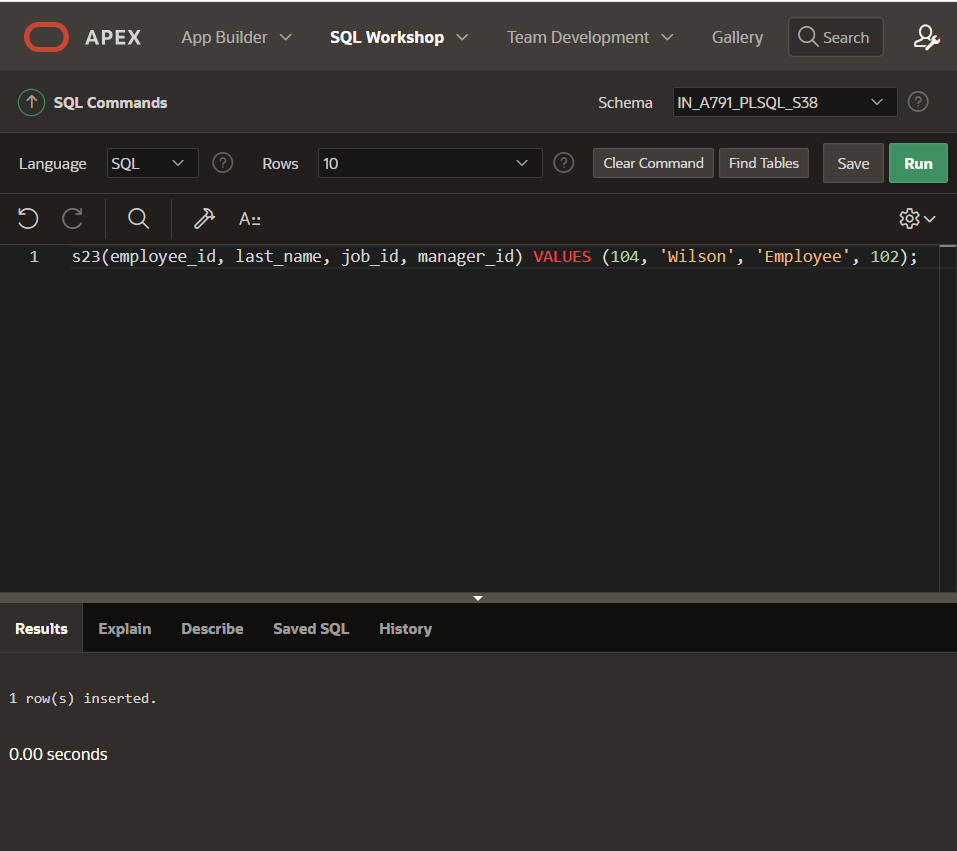 APEX App Builder SQL Workshop Team Development Gallery Search
SQL Commands Schema IN_A791_PLSQL_S38 ?
Language SQL ? Rows 10 ? Clear Command Find Tables Save Run
A::
1 s23(employee_id, last_name, job_id, manager_id) VALUES (104, 'Wilson', 'Employee', 102);
Results Explain Describe Saved SQL History
1 row(s) inserted.
0.00 seconds